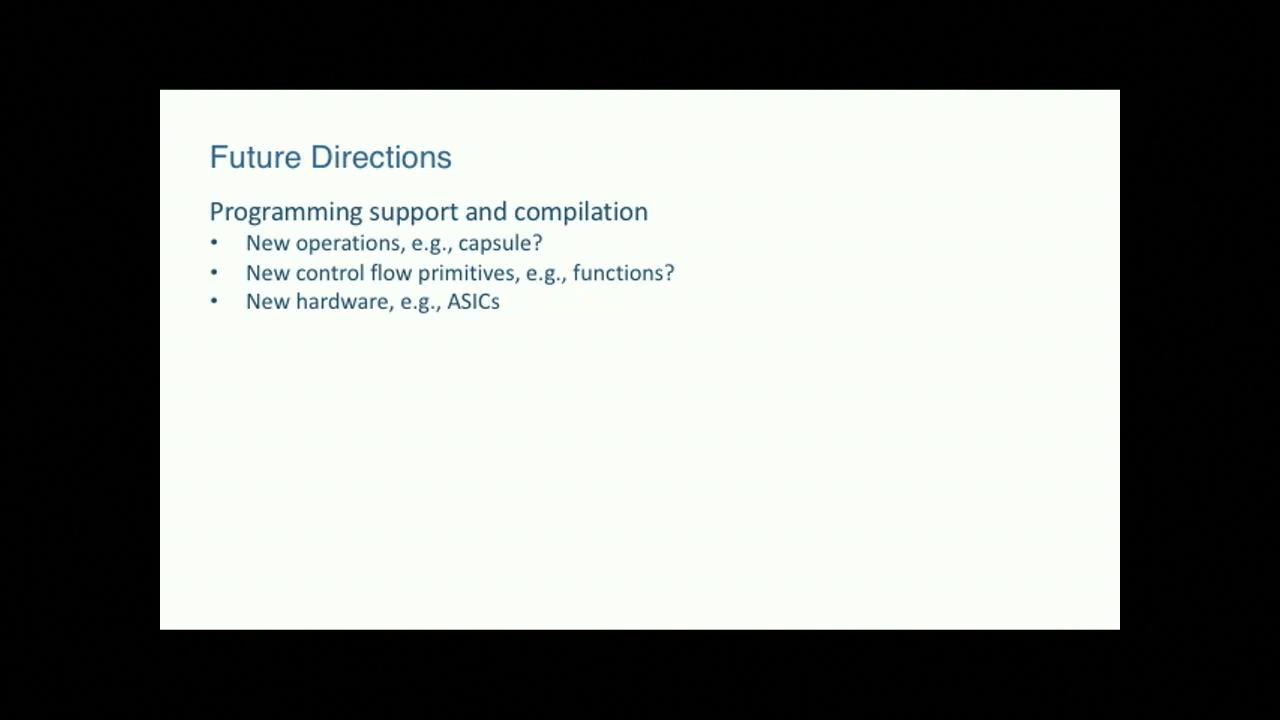 Future Directions
Programming support and compilation
• New operations, e.g., capsule?
• New control flow primitives, e.g., functions?
• New hardware, e.g., ASICs